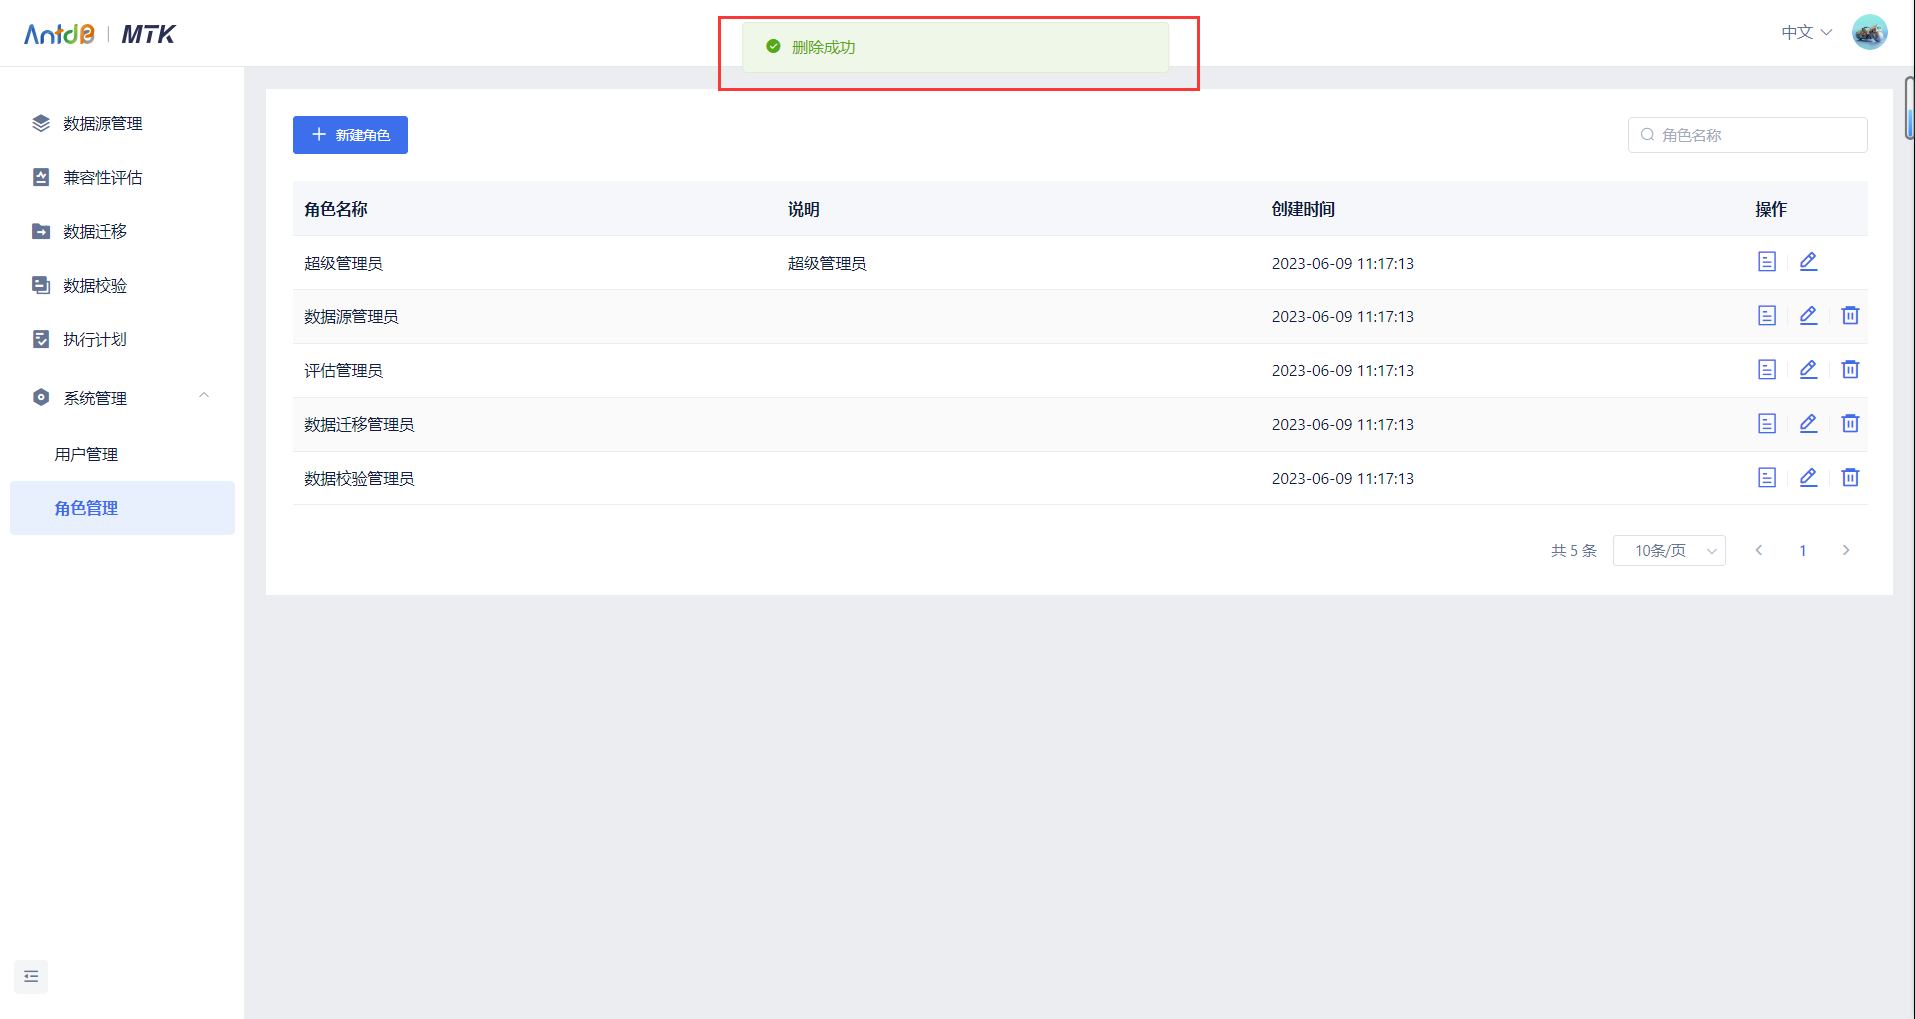 AntdB | MTK
删除成功
中文
数据源管理
兼容性评估
数据迁移
数据校验
执行计划
系统管理
用户管理
角色管理
新建角色
角色名称
角色名称 说明 创建时间 操作
超级管理员 超级管理员 2023-06-09 11:17:13
数据源管理员 2023-06-09 11:17:13
评估管理员 2023-06-09 11:17:13
数据迁移管理员 2023-06-09 11:17:13
数据校验管理员 2023-06-09 11:17:13
共 5 条 10条/页 1